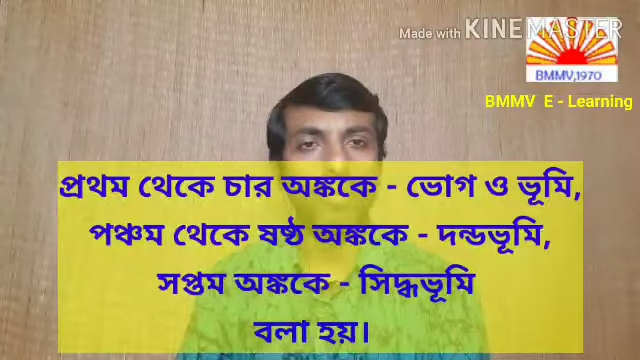 Made with KINEMASTER
BMMV,1970
BMMV E - Learning
প্রথম থেকে চার অঙ্ককে - ভোগ ও ভূমি,
পঞ্চম থেকে ষষ্ঠ অঙ্ককে - দন্ডভূমি,
সপ্তম অঙ্ককে - সিদ্ধভূমি
বলা হয়।